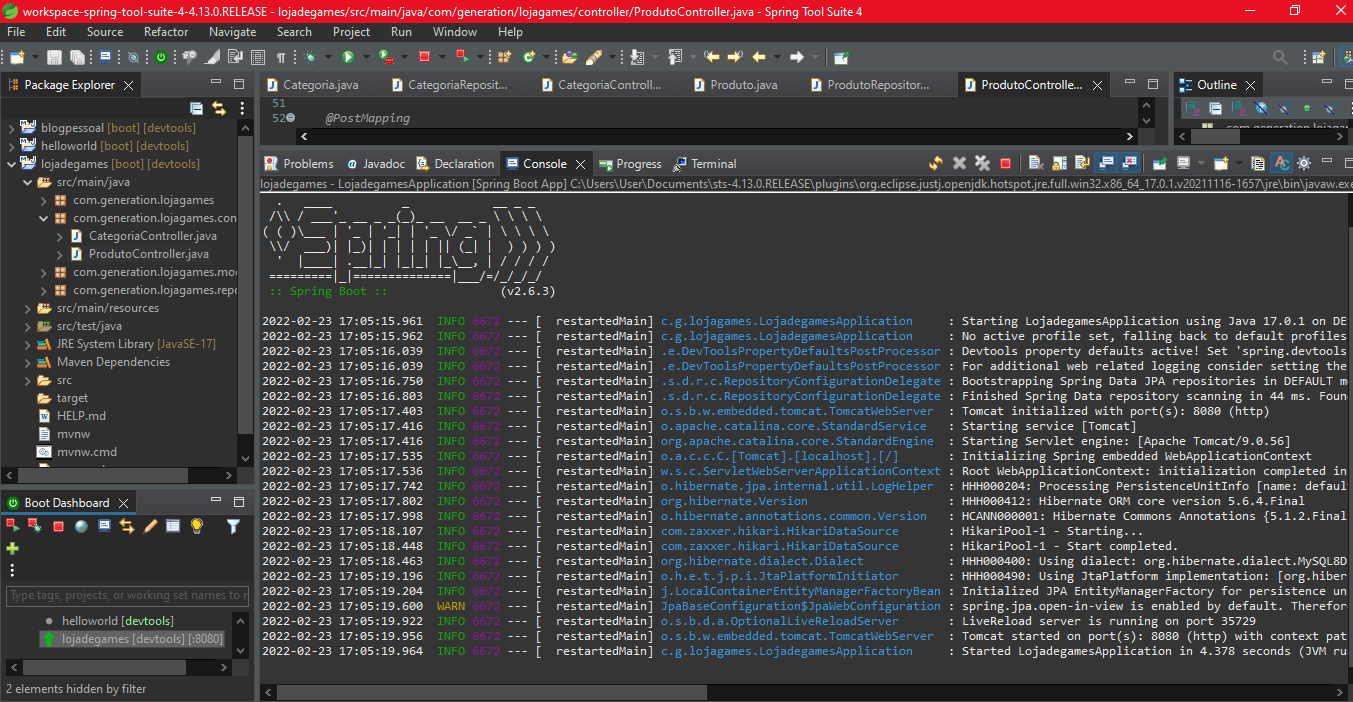 workspace-spring-tool-suite-4-4.13.0.RELEASE - lojadegames/src/main/java/com/generation/lojagames/controller/ProdutoController.java - Spring Tool Suite 4
File Edit Source Refactor Navigate Search Project Run Window Help
Package Explorer
blogpessoal [boot] [devtools]
helloworld [boot] [devtools]
lojadegames [boot] [devtools]
src/main/java
com.generation.lojagames
com.generation.lojagames.con
CategoriaController.java
ProdutoController.java
com.generation.lojagames.mo
com.generation.lojagames.repo
src/main/resources
src/test/java
JRE System Library [JavaSE-17]
Maven Dependencies
src
target
HELP.md
mvnw
mvnw.cmd
Boot Dashboard
Type tags, projects, or working set names to
helloworld [devtools]
lojadegames [devtools] [:8080]
2 elements hidden by filter
Categoria.java CategoriaReposit... CategoriaControll... Produto.java ProdutoRepositor... ProdutoControlle...
51
52 @PostMapping
Outline
com.generation.lojagam
Problems Javadoc Declaration Console Progress Terminal
lojadegames - LojadegamesApplication [Spring Boot App] C:\Users\User\Documents\sts-4.13.0.RELEASE\plugins\org.eclipse.justj.openjdk.hotspot.jre.full.win32.x86_64_17.0.1.v20211116-1657\jre\bin\javaw.exe
:: Spring Boot :: (v2.6.3)
2022-02-23 17:05:15.961 INFO 6672 --- [ restartedMain] c.g.lojagames.LojadegamesApplication : Starting LojadegamesApplication using Java 17.0.1 on DE
2022-02-23 17:05:15.962 INFO 6672 --- [ restartedMain] c.g.lojagames.LojadegamesApplication : No active profile set, falling back to default profiles
2022-02-23 17:05:16.039 INFO 6672 --- [ restartedMain] .e.DevToolsPropertyDefaultsPostProcessor : Devtools property defaults active! Set 'spring.devtools
2022-02-23 17:05:16.039 INFO 6672 --- [ restartedMain] .e.DevToolsPropertyDefaultsPostProcessor : For additional web related logging consider setting the
2022-02-23 17:05:16.750 INFO 6672 --- [ restartedMain] .s.d.r.c.RepositoryConfigurationDelegate : Bootstrapping Spring Data JPA repositories in DEFAULT m
2022-02-23 17:05:16.803 INFO 6672 --- [ restartedMain] .s.d.r.c.RepositoryConfigurationDelegate : Finished Spring Data repository scanning in 44 ms. Foun
2022-02-23 17:05:17.403 INFO 6672 --- [ restartedMain] o.s.b.w.embedded.tomcat.TomcatWebServer : Tomcat initialized with port(s): 8080 (http)
2022-02-23 17:05:17.416 INFO 6672 --- [ restartedMain] o.apache.catalina.core.StandardService : Starting service [Tomcat]
2022-02-23 17:05:17.416 INFO 6672 --- [ restartedMain] org.apache.catalina.core.StandardEngine : Starting Servlet engine: [Apache Tomcat/9.0.56]
2022-02-23 17:05:17.535 INFO 6672 --- [ restartedMain] o.a.c.c.C.[Tomcat].[localhost].[/] : Initializing Spring embedded WebApplicationContext
2022-02-23 17:05:17.536 INFO 6672 --- [ restartedMain] w.s.c.ServletWebServerApplicationContext : Root WebApplicationContext: initialization completed in
2022-02-23 17:05:17.742 INFO 6672 --- [ restartedMain] o.hibernate.jpa.internal.util.LogHelper : HHH000204: Processing PersistenceUnitInfo [name: defaul
2022-02-23 17:05:17.802 INFO 6672 --- [ restartedMain] org.hibernate.Version : HHH000412: Hibernate ORM core version 5.6.4.Final
2022-02-23 17:05:17.998 INFO 6672 --- [ restartedMain] o.hibernate.annotations.common.Version : HCANN000001: Hibernate Commons Annotations {5.1.2.Final
2022-02-23 17:05:18.107 INFO 6672 --- [ restartedMain] com.zaxxer.hikari.HikariDataSource : HikariPool-1 - Starting...
2022-02-23 17:05:18.448 INFO 6672 --- [ restartedMain] com.zaxxer.hikari.HikariDataSource : HikariPool-1 - Start completed.
2022-02-23 17:05:18.463 INFO 6672 --- [ restartedMain] org.hibernate.dialect.Dialect : HHH000400: Using dialect: org.hibernate.dialect.MySQL8D
2022-02-23 17:05:19.196 INFO 6672 --- [ restartedMain] o.h.e.t.j.p.i.JtaPlatformInitiator : HHH000490: Using JtaPlatform implementation: [org.hiber
2022-02-23 17:05:19.204 INFO 6672 --- [ restartedMain] j.LocalContainerEntityManagerFactoryBean : Initialized JPA EntityManagerFactory for persistence un
2022-02-23 17:05:19.600 WARN 6672 --- [ restartedMain] JpaBaseConfiguration$JpaWebConfiguration : spring.jpa.open-in-view is enabled by default. Therefor
2022-02-23 17:05:19.922 INFO 6672 --- [ restartedMain] o.s.b.d.a.OptionalLiveReloadServer : LiveReload server is running on port 35729
2022-02-23 17:05:19.956 INFO 6672 --- [ restartedMain] o.s.b.w.embedded.tomcat.TomcatWebServer : Tomcat started on port(s): 8080 (http) with context pat
2022-02-23 17:05:19.964 INFO 6672 --- [ restartedMain] c.g.lojagames.LojadegamesApplication : Started LojadegamesApplication in 4.378 seconds (JVM ru